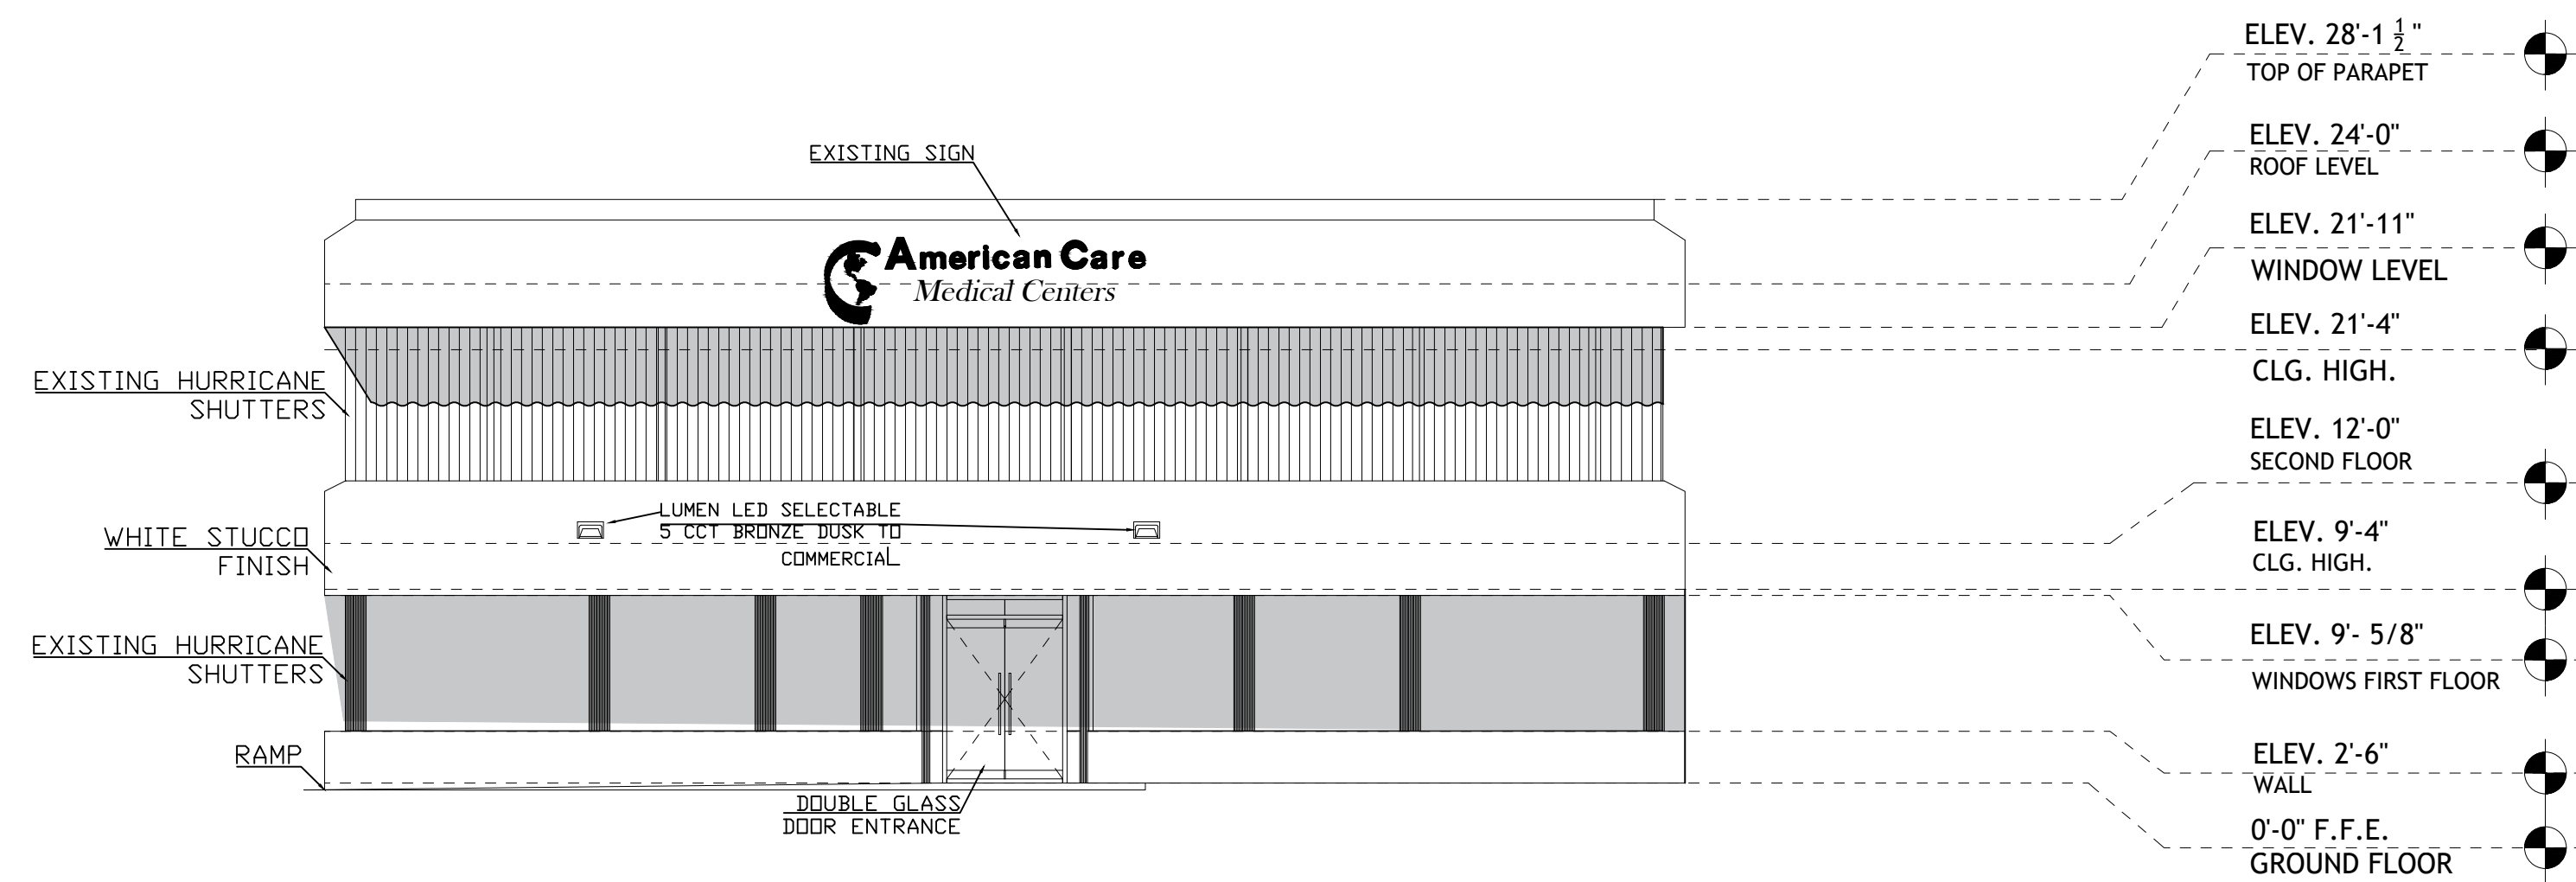 ELEV. 28'-1 1/2 "
TOP OF PARAPET
ELEV. 24'-0"
ROOF LEVEL
EXISTING SIGN
ELEV. 21'-11"
WINDOW LEVEL
American Care
Medical Centers
ELEV. 21'-4"
CLG. HIGH.
EXISTING HURRICANE
SHUTTERS
ELEV. 12'-0"
SECOND FLOOR
LUMEN LED SELECTABLE
5 CCT BRONZE DUSK TO
COMMERCIAL
WHITE STUCCO
FINISH
ELEV. 9'-4"
CLG. HIGH.
EXISTING HURRICANE
SHUTTERS
ELEV. 9'- 5/8"
WINDOWS FIRST FLOOR
RAMP
ELEV. 2'-6"
WALL
DOUBLE GLASS
DOOR ENTRANCE
0'-0" F.F.E.
GROUND FLOOR